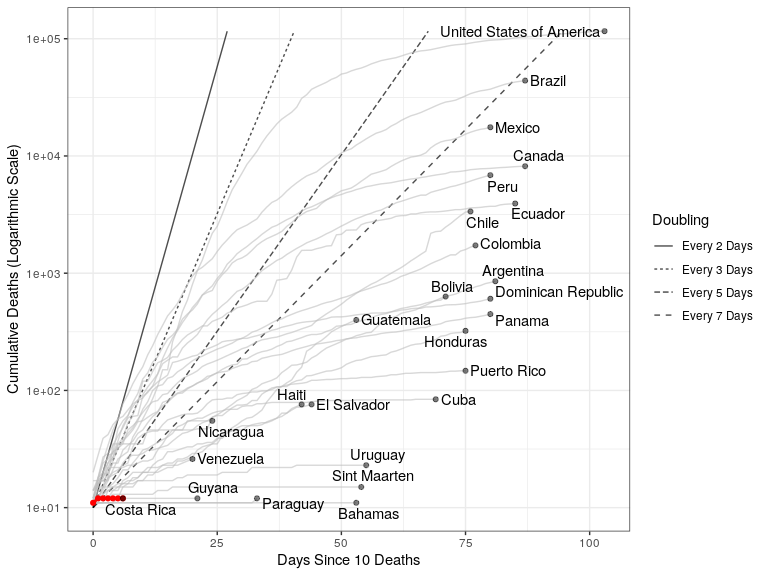 United States of America
1e+05
Brazil
Mexico
Canada
1e+04
Peru
Ecuador
Chile
Colombia
1e+03
Argentina
Bolivia
Dominican Republic
Guatemala
Panama
Honduras
Puerto Rico
1e+02
Haiti
Cuba
El Salvador
Nicaragua
Venezuela
Uruguay
Sint Maarten
Guyana
Paraguay
1e+01
Costa Rica
Bahamas
0 25 50 75 100
Days Since 10 Deaths
Cumulative Deaths (Logarithmic Scale)
Doubling
Every 2 Days
Every 3 Days
Every 5 Days
Every 7 Days